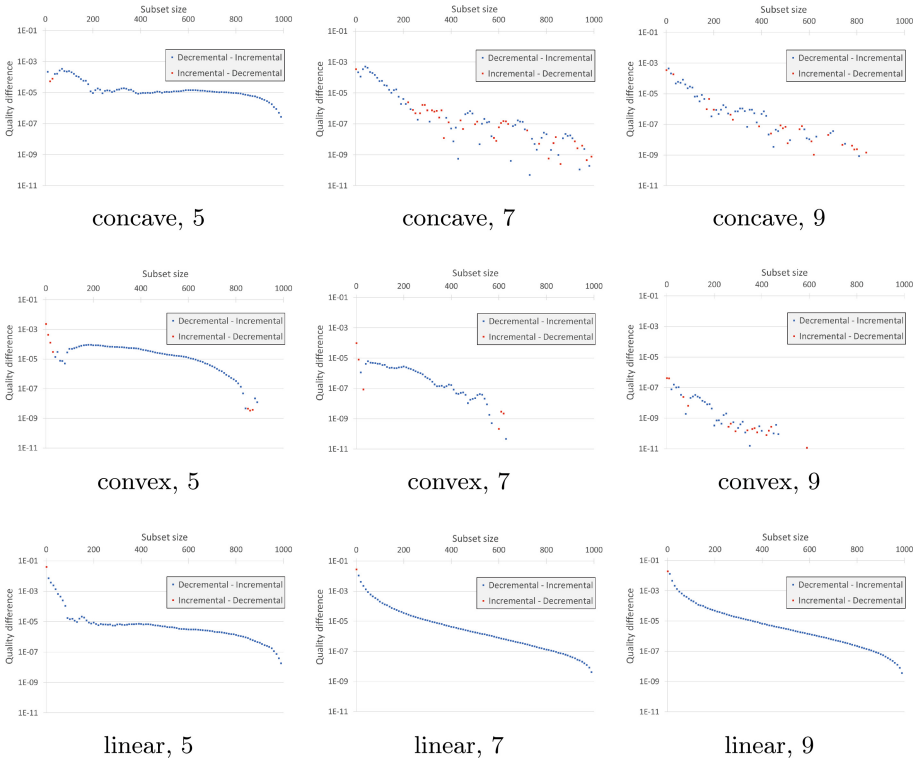 Subset size
0 200 400 600 800 1000
1E-01
1E-03
1E-05
1E-07
1E-09
1E-11
Quality difference
Decremental - Incremental
Incremental - Decremental
Subset size
0 200 400 600 800 1000
1E-01
1E-03
1E-05
1E-07
1E-09
1E-11
Quality difference
Decremental - Incremental
Incremental - Decremental
Subset size
0 200 400 600 800 1000
1E-01
1E-03
1E-05
1E-07
1E-09
1E-11
Quality difference
Decremental - Incremental
Incremental - Decremental
concave, 5
concave, 7
concave, 9
Subset size
0 200 400 600 800 1000
1E-01
1E-03
1E-05
1E-07
1E-09
1E-11
Quality difference
Decremental - Incremental
Incremental - Decremental
Subset size
0 200 400 600 800 1000
1E-01
1E-03
1E-05
1E-07
1E-09
1E-11
Quality difference
Decremental - Incremental
Incremental - Decremental
Subset size
0 200 400 600 800 1000
1E-01
1E-03
1E-05
1E-07
1E-09
1E-11
Quality difference
Decremental - Incremental
Incremental - Decremental
convex, 5
convex, 7
convex, 9
Subset size
0 200 400 600 800 1000
1E-01
1E-03
1E-05
1E-07
1E-09
1E-11
Quality difference
Decremental - Incremental
Incremental - Decremental
Subset size
0 200 400 600 800 1000
1E-01
1E-03
1E-05
1E-07
1E-09
1E-11
Quality difference
Decremental - Incremental
Incremental - Decremental
Subset size
0 200 400 600 800 1000
1E-01
1E-03
1E-05
1E-07
1E-09
1E-11
Quality difference
Decremental - Incremental
Incremental - Decremental
linear, 5
linear, 7
linear, 9